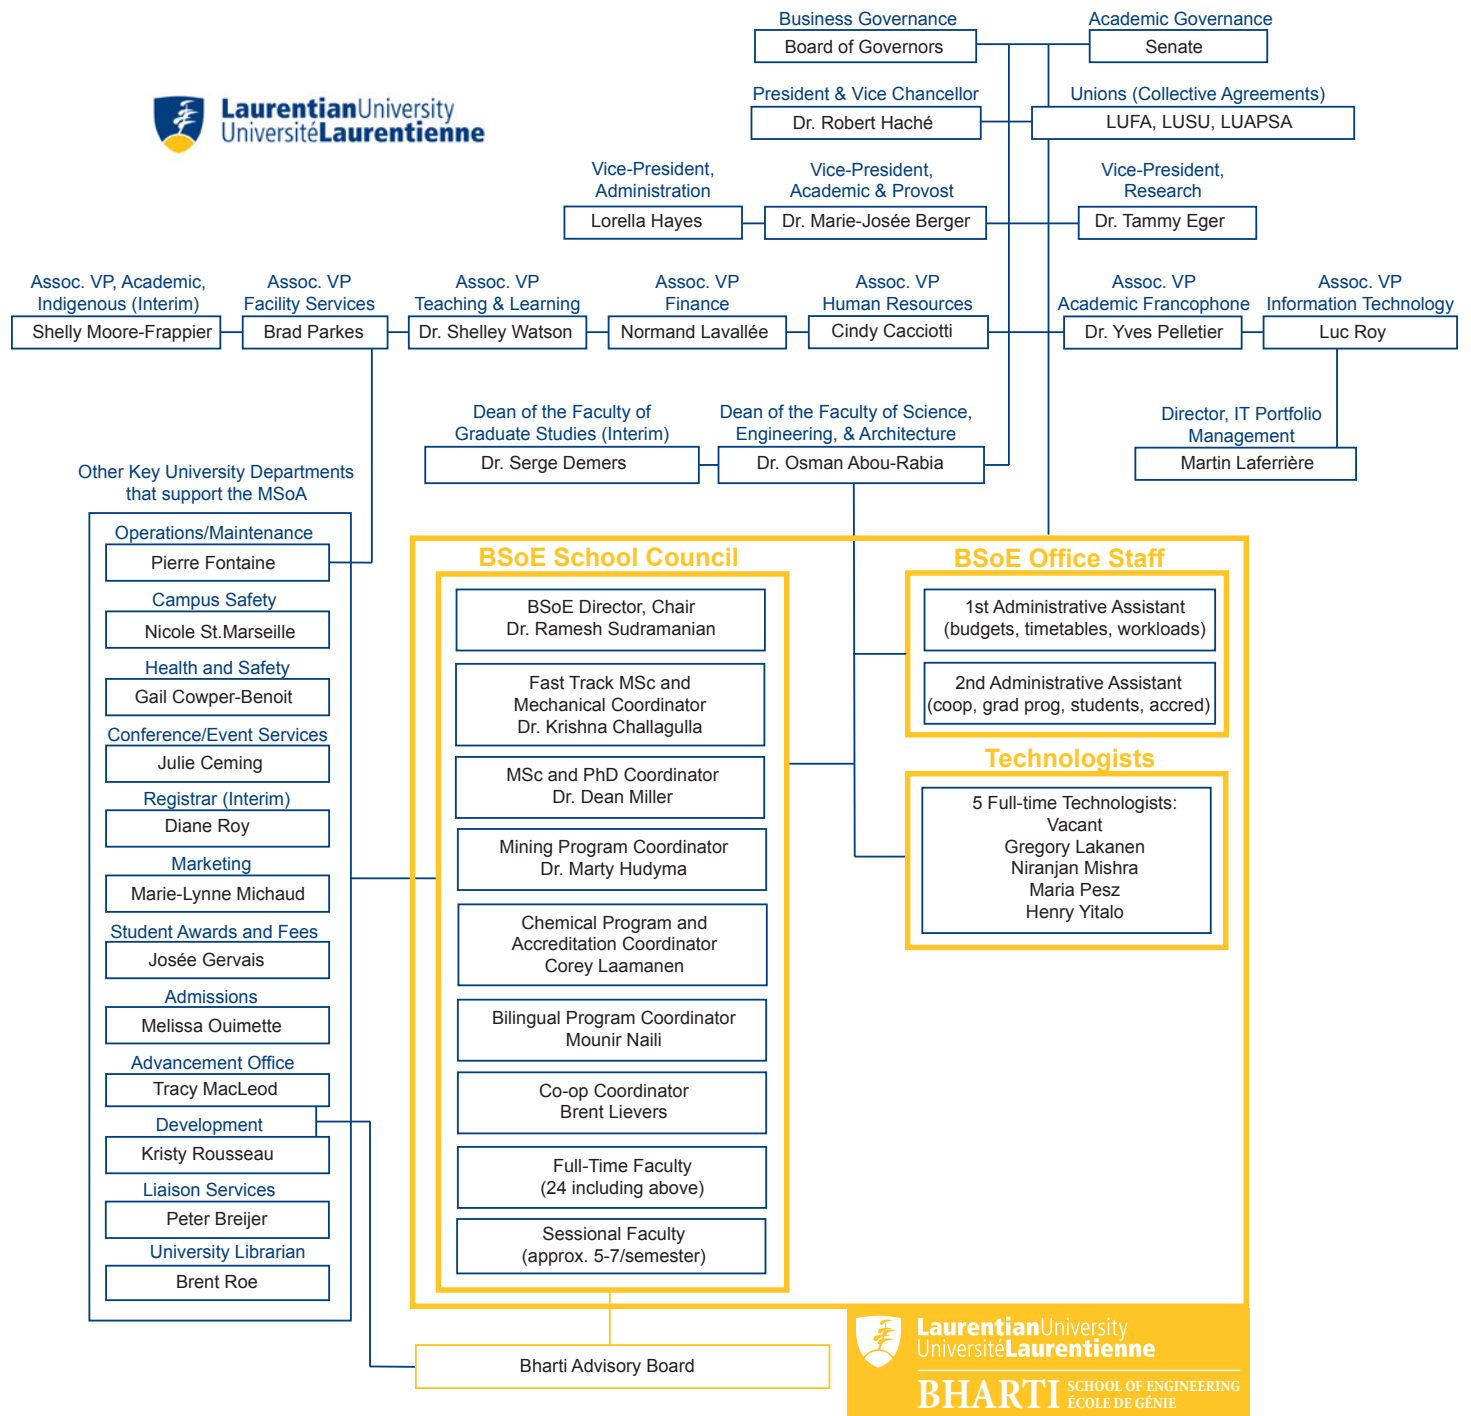 Business Governance
Board of Governors
Academic Governance
Senate
LaurentianUniversity
UniversitéLaurentienne
President & Vice Chancellor
Dr. Robert Haché
Unions (Collective Agreements)
LUFA, LUSU, LUAPSA
Vice-President,
Administration
Lorella Hayes
Vice-President,
Academic & Provost
Dr. Marie-Josée Berger
Vice-President,
Research
Dr. Tammy Eger
Assoc. VP, Academic,
Indigenous (Interim)
Shelly Moore-Frappier
Assoc. VP
Facility Services
Brad Parkes
Assoc. VP
Teaching & Learning
Dr. Shelley Watson
Assoc. VP
Finance
Normand Lavallée
Assoc. VP
Human Resources
Cindy Cacciotti
Assoc. VP
Academic Francophone
Dr. Yves Pelletier
Assoc. VP
Information Technology
Luc Roy
Dean of the Faculty of
Graduate Studies (Interim)
Dr. Serge Demers
Dean of the Faculty of Science,
Engineering, & Architecture
Dr. Osman Abou-Rabia
Director, IT Portfolio
Management
Martin Laferrière
Other Key University Departments
that support the MSoA
Operations/Maintenance
Pierre Fontaine
Campus Safety
Nicole St.Marseille
Health and Safety
Gail Cowper-Benoit
Conference/Event Services
Julie Ceming
Registrar (Interim)
Diane Roy
Marketing
Marie-Lynne Michaud
Student Awards and Fees
Josée Gervais
Admissions
Melissa Ouimette
Advancement Office
Tracy MacLeod
Development
Kristy Rousseau
Liaison Services
Peter Breijer
University Librarian
Brent Roe
BSoE School Council
BSoE Director, Chair
Dr. Ramesh Sudramanian
Fast Track MSc and
Mechanical Coordinator
Dr. Krishna Challagulla
MSc and PhD Coordinator
Dr. Dean Miller
Mining Program Coordinator
Dr. Marty Hudyma
Chemical Program and
Accreditation Coordinator
Corey Laamanen
Bilingual Program Coordinator
Mounir Naili
Co-op Coordinator
Brent Lievers
Full-Time Faculty
(24 including above)
Sessional Faculty
(approx. 5-7/semester)
BSoE Office Staff
1st Administrative Assistant
(budgets, timetables, workloads)
2nd Administrative Assistant
(coop, grad prog, students, accred)
Technologists
5 Full-time Technologists:
Vacant
Gregory Lakanen
Niranjan Mishra
Maria Pesz
Henry Yitalo
Bharti Advisory Board
LaurentianUniversity
UniversitéLaurentienne
BHARTI SCHOOL OF ENGINEERING
ÉCOLE DE GÉNIE